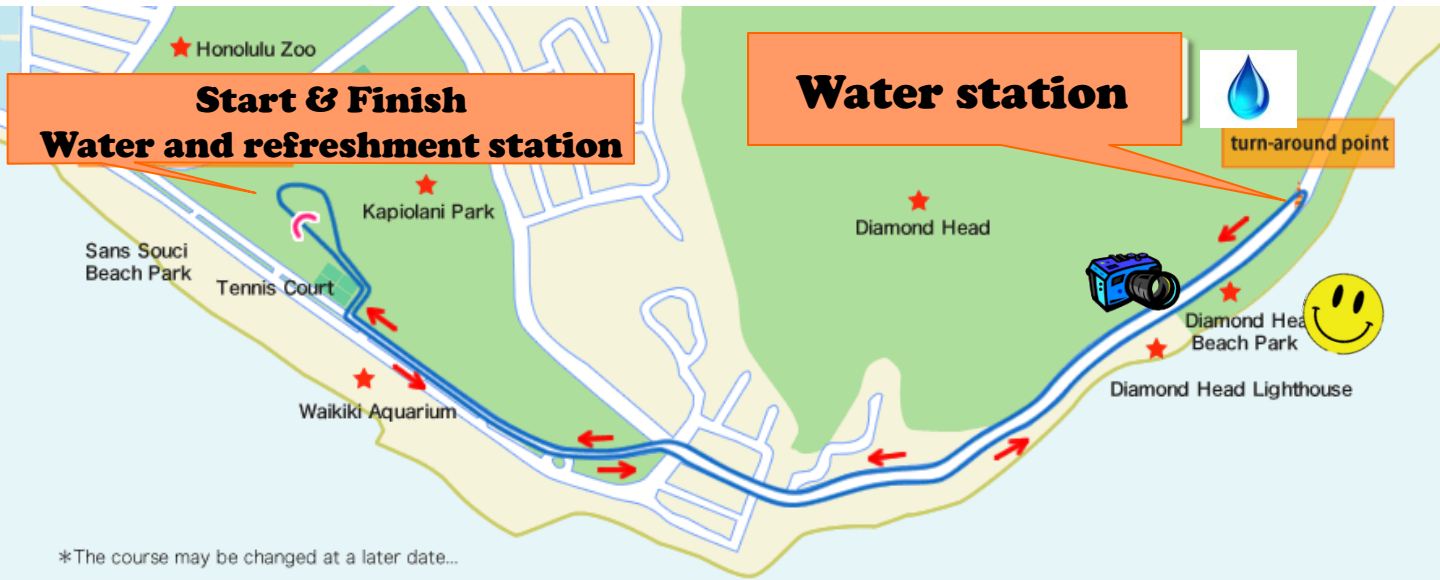 Honolulu Zoo
Start & Finish
Water and refreshment station
Water station
turn-around point
Kapiolani Park
Diamond Head
Sans Souci
Beach Park
Tennis Court
Diamond Hea
Beach Park
Diamond Head Lighthouse
Waikiki Aquarium
*The course may be changed at a later date...